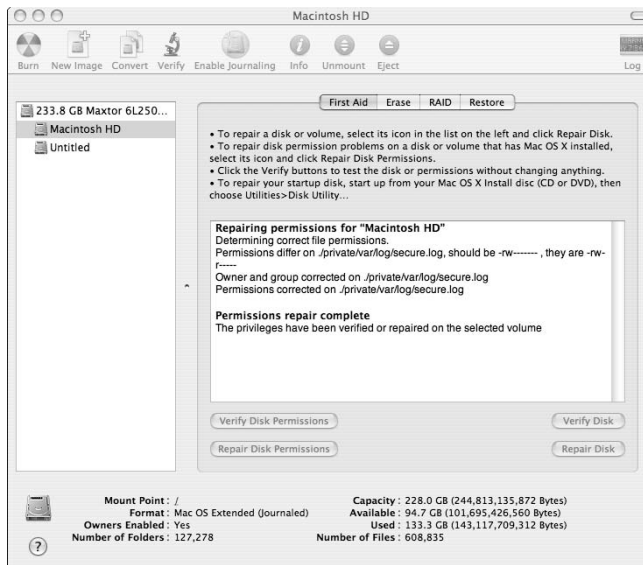 Macintosh HD
Burn New Image Convert Verify Enable Journaling Info Unmount Eject Log
233.8 GB Maxtor 6L250...
Macintosh HD
Untitled
First Aid Erase RAID Restore
• To repair a disk or volume, select its icon in the list on the left and click Repair Disk.
• To repair disk permission problems on a disk or volume that has Mac OS X installed,
select its icon and click Repair Disk Permissions.
• Click the Verify buttons to test the disk or permissions without changing anything.
• To repair your startup disk, start up from your Mac OS X Install disc (CD or DVD), then
choose Utilities>Disk Utility...
Repairing permissions for "Macintosh HD"
Determining correct file permissions.
Permissions differ on ./private/var/log/secure.log, should be -rw------- , they are -rw-
r-----
Owner and group corrected on ./private/var/log/secure.log
Permissions corrected on ./private/var/log/secure.log
Permissions repair complete
The privileges have been verified or repaired on the selected volume
Verify Disk Permissions Verify Disk
Repair Disk Permissions Repair Disk
Mount Point : / Capacity : 228.0 GB (244,813,135,872 Bytes)
Format : Mac OS Extended (Journaled) Available : 94.7 GB (101,695,426,560 Bytes)
Owners Enabled : Yes Used : 133.3 GB (143,117,709,312 Bytes)
Number of Folders : 127,278 Number of Files : 608,835
?